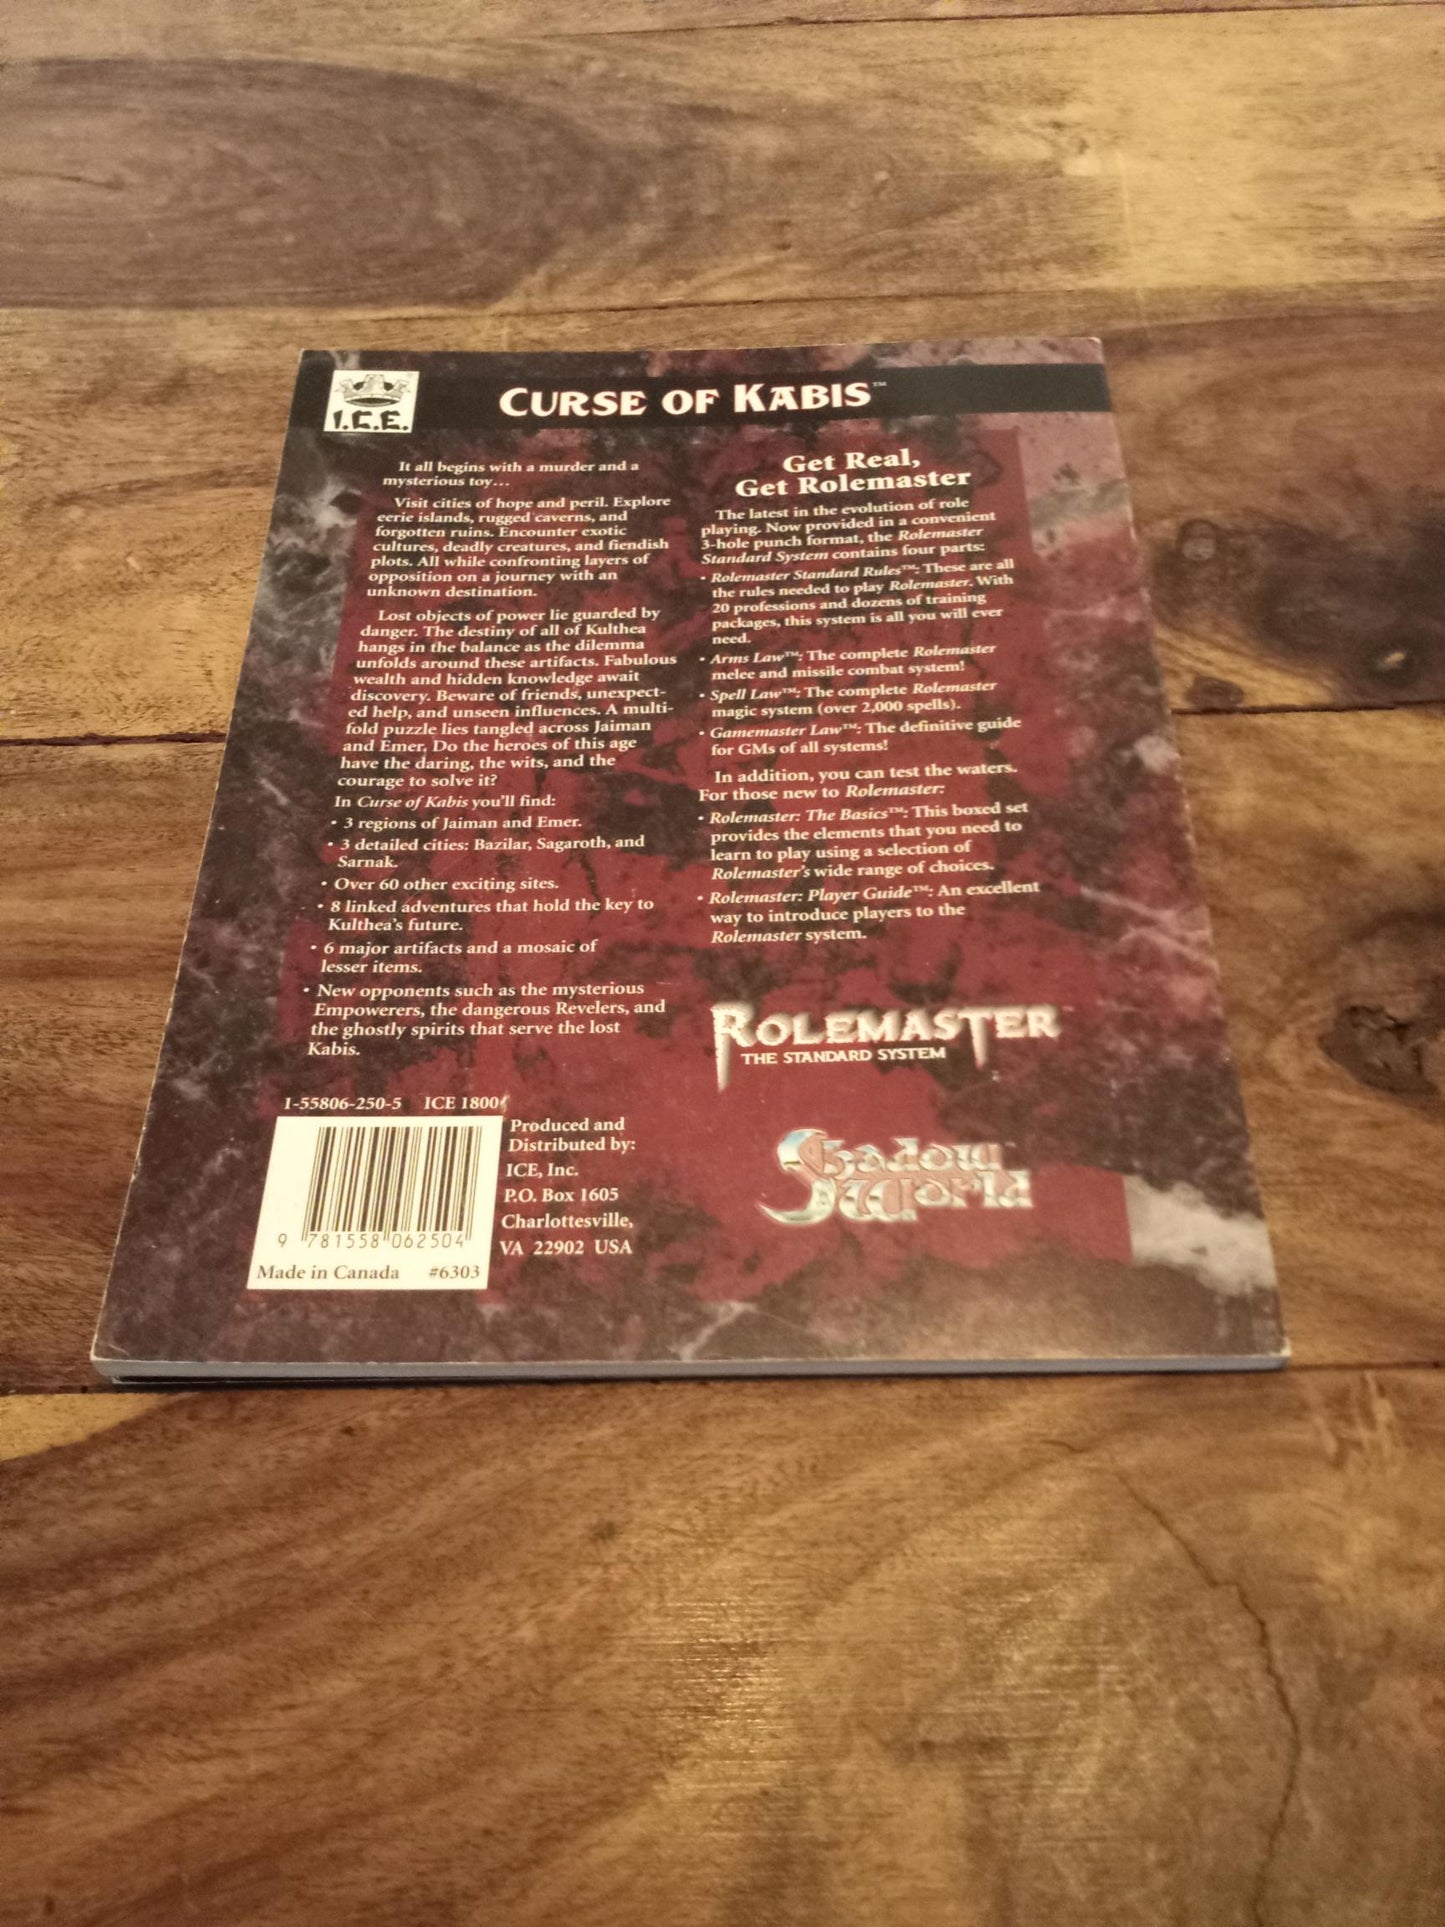 I.C.E.
CURSE OF KABIS™
It all begins with a murder and a
mysterious toy…
Visit cities of hope and peril. Explore
eerie islands, rugged caverns, and
forgotten ruins. Encounter exotic
cultures, deadly creatures, and fiendish
plots. All while confronting layers of
opposition on a journey with an
unknown destination.
Lost objects of power lie guarded by
danger. The destiny of all of Kulthea
hangs in the balance as the dilemma
unfolds around these artifacts. Fabulous
wealth and hidden knowledge await
discovery. Beware of friends, unexpect-
ed help, and unseen influences. A multi-
fold puzzle lies tangled across Jaiman
and Emer. Do the heroes of this age
have the daring, the wits, and the
courage to solve it?
In Curse of Kabis you'll find:
• 3 regions of Jaiman and Emer.
• 3 detailed cities: Bazilar, Sagaroth, and
Sarnak.
• Over 60 other exciting sites.
• 8 linked adventures that hold the key to
Kulthea's future.
• 6 major artifacts and a mosaic of
lesser items.
• New opponents such as the mysterious
Empowerers, the dangerous Revelers, and
the ghostly spirits that serve the lost
Kabis.
Get Real,
Get Rolemaster
The latest in the evolution of role
playing. Now provided in a convenient
3-hole punch format, the Rolemaster
Standard System contains four parts:
• Rolemaster Standard Rules™: These are all
the rules needed to play Rolemaster. With
20 professions and dozens of training
packages, this system is all you will ever
need.
• Arms Law™: The complete Rolemaster
melee and missile combat system!
• Spell Law™: The complete Rolemaster
magic system (over 2,000 spells).
• Gamemaster Law™: The definitive guide
for GMs of all systems!
In addition, you can test the waters.
For those new to Rolemaster:
• Rolemaster: The Basics™: This boxed set
provides the elements that you need to
learn to play using a selection of
Rolemaster's wide range of choices.
• Rolemaster: Player Guide™: An excellent
way to introduce players to the
Rolemaster system.
ROLEMASTER™
THE STANDARD SYSTEM
Shadow World™
1-55806-250-5 ICE 1800
9 781558 062504
Made in Canada #6303
Produced and
Distributed by:
ICE, Inc.
P.O. Box 1605
Charlottesville,
VA 22902 USA